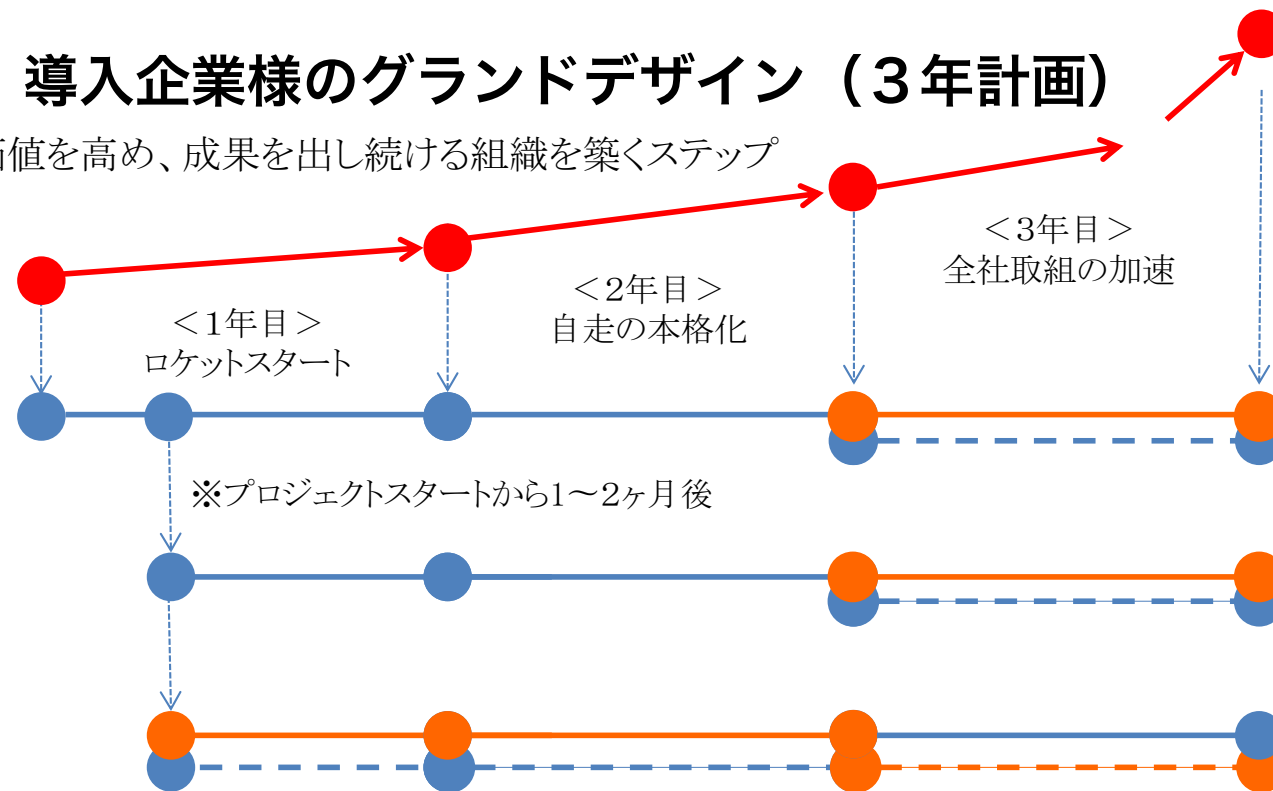 導入企業様のグランドデザイン（３年計画）
値を高め、成果を出し続ける組織を築くステップ
＜1年目＞
ロケットスタート
＜2年目＞
自走の本格化
＜3年目＞
全社取組の加速
※プロジェクトスタートから1～2ヶ月後